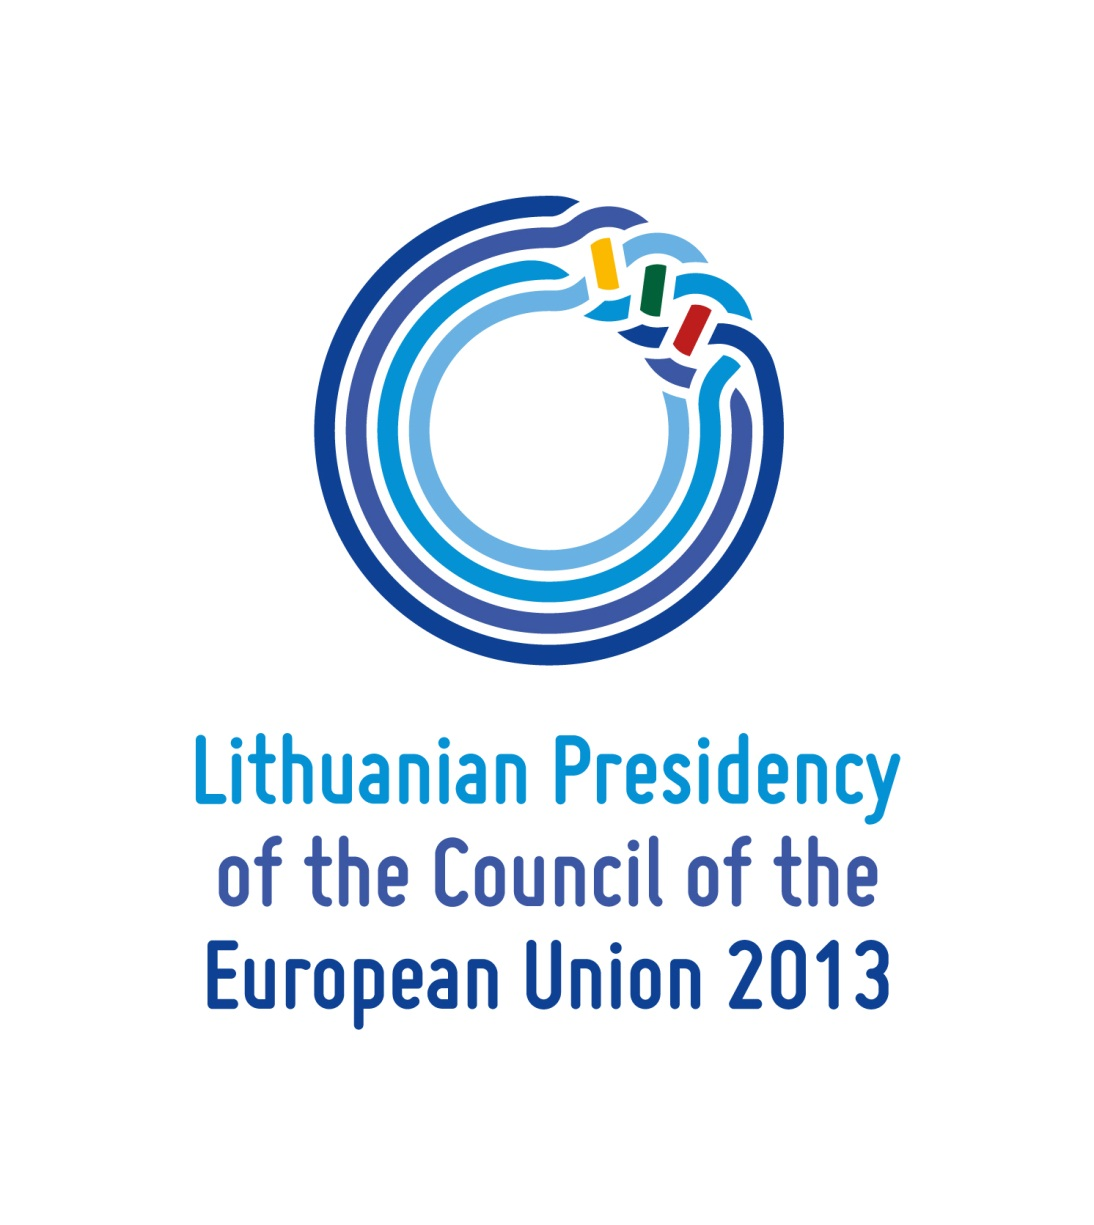 Lithuanian Presidency
of the Council of the
European Union 2013